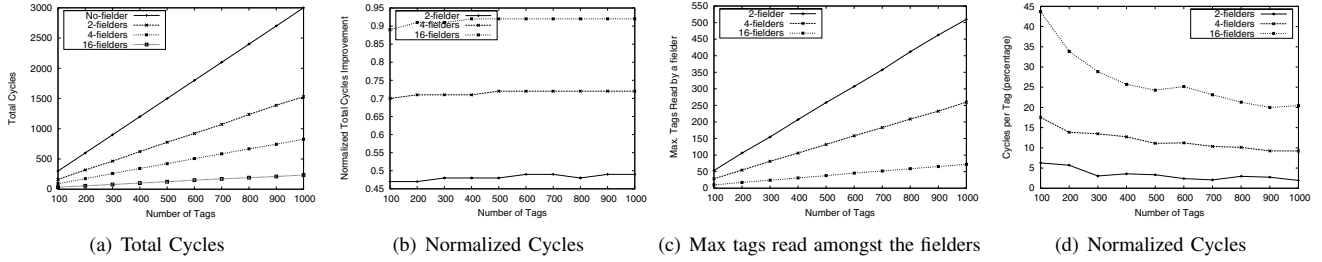 3000
2500
2000
1500
1000
500
0
Total Cycles
No-fielder
2-fielders
4-fielders
16-fielders
100 200 300 400 500 600 700 800 900 1000
Number of Tags
(a) Total Cycles
0.95
0.9
0.85
0.8
0.75
0.7
0.65
0.6
0.55
0.5
0.45
Normalized Total Cycles Improvement
2-fielder
4-fielders
16-fielders
100 200 300 400 500 600 700 800 900 1000
Number of Tags
(b) Normalized Cycles
550
500
450
400
350
300
250
200
150
100
50
0
Max. Tags Read by a fielder
2-fielder
4-fielders
16-fielders
100 200 300 400 500 600 700 800 900 1000
Number of Tags
(c) Max tags read amongst the fielders
45
40
35
30
25
20
15
10
5
0
Cycles per Tag (percentage)
2-fielder
4-fielders
16-fielders
100 200 300 400 500 600 700 800 900 1000
Number of Tags
(d) Normalized Cycles